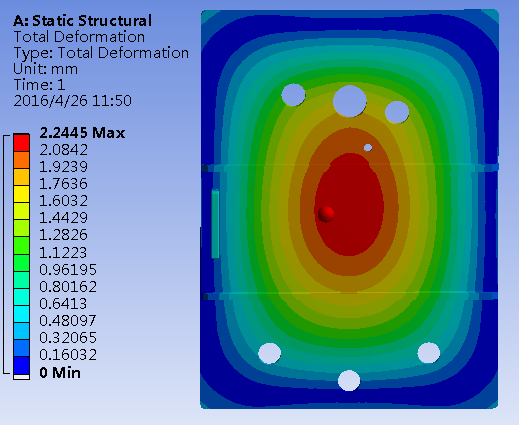 A: Static Structural
Total Deformation
Type: Total Deformation
Unit: mm
Time: 1
2016/4/26 11:50
2.2445 Max
2.0842
1.9239
1.7636
1.6032
1.4429
1.2826
1.1223
0.96195
0.80162
0.6413
0.48097
0.32065
0.16032
0 Min